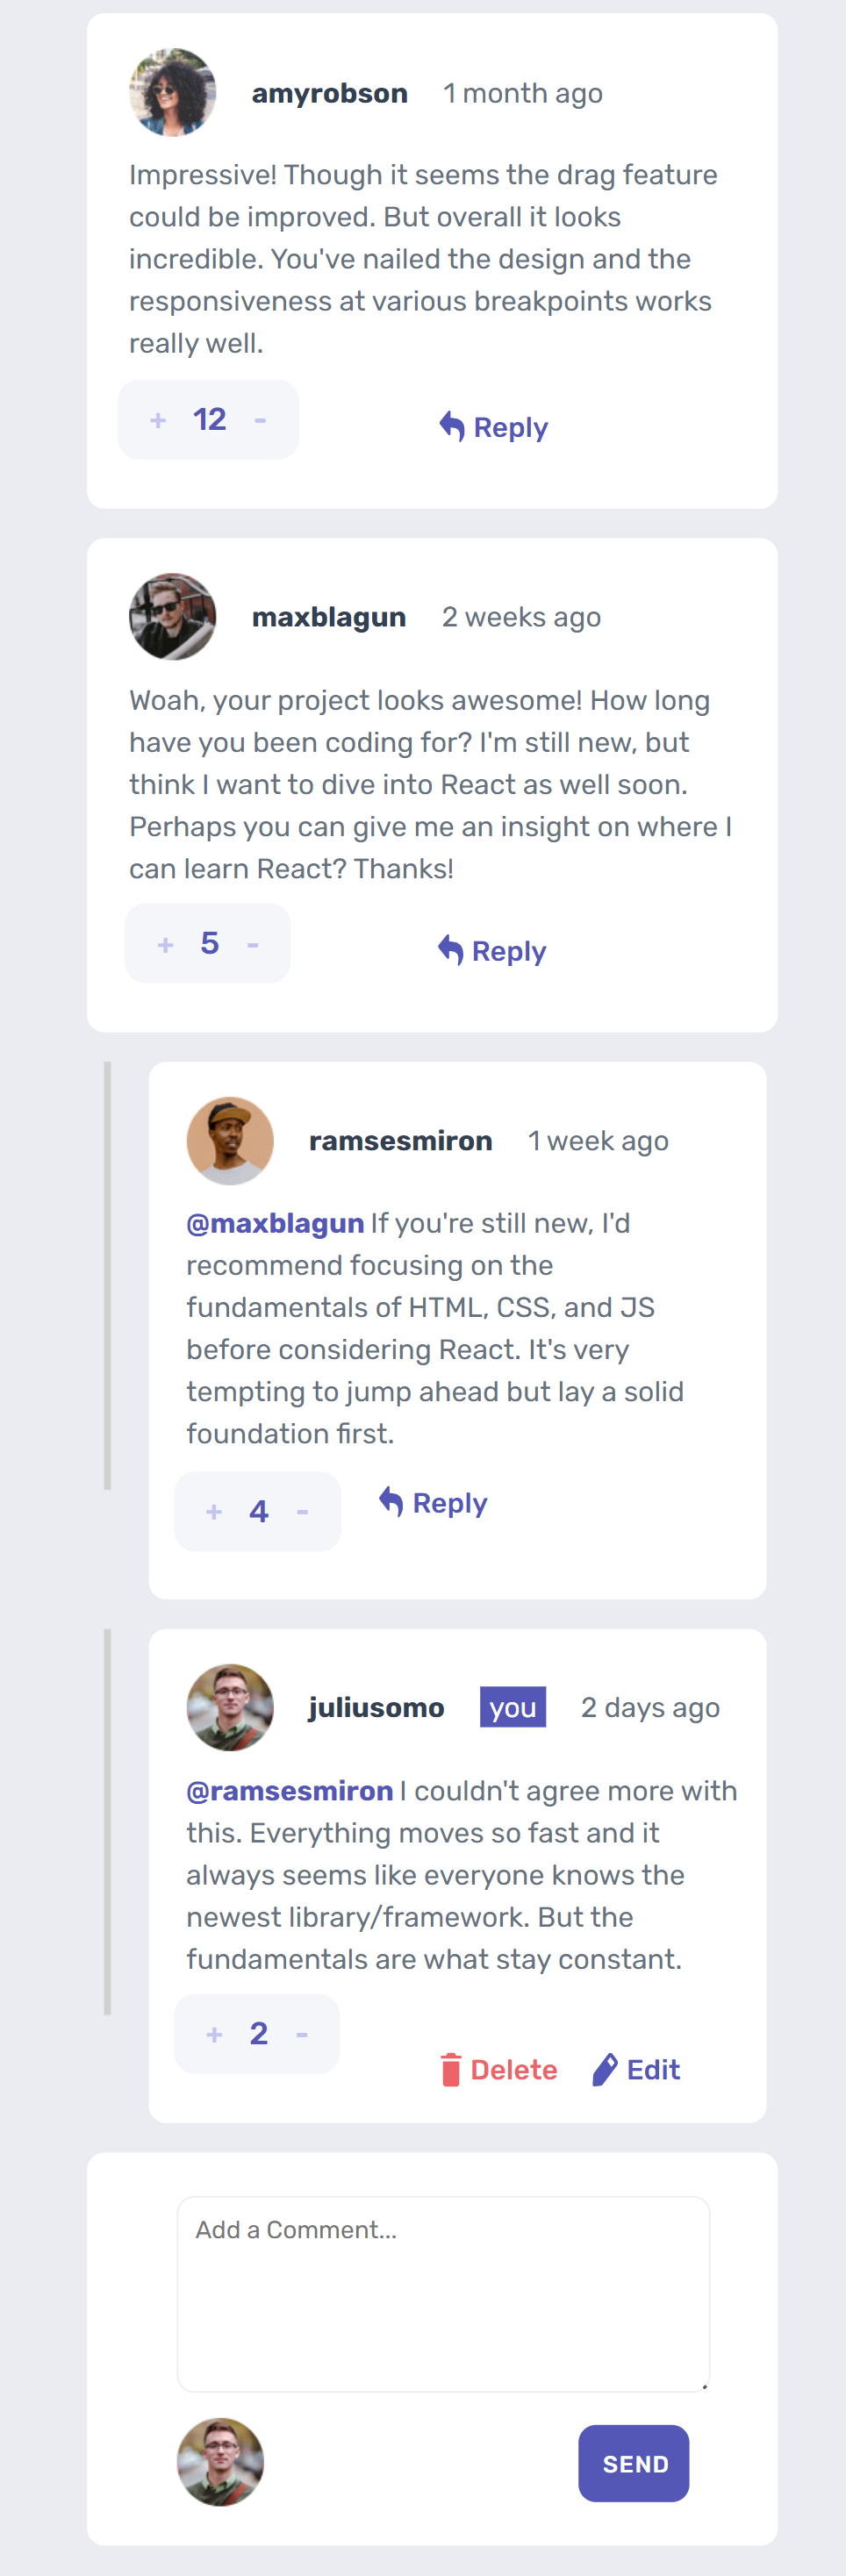 amyrobson 1 month ago
Impressive! Though it seems the drag feature
could be improved. But overall it looks
incredible. You've nailed the design and the
responsiveness at various breakpoints works
really well.
+ 12 -
Reply
maxblagun 2 weeks ago
Woah, your project looks awesome! How long
have you been coding for? I'm still new, but
think I want to dive into React as well soon.
Perhaps you can give me an insight on where I
can learn React? Thanks!
+ 5 -
Reply
ramsesmiron 1 week ago
@maxblagun If you're still new, I'd
recommend focusing on the
fundamentals of HTML, CSS, and JS
before considering React. It's very
tempting to jump ahead but lay a solid
foundation first.
+ 4 -
Reply
juliusomo you 2 days ago
@ramsesmiron I couldn't agree more with
this. Everything moves so fast and it
always seems like everyone knows the
newest library/framework. But the
fundamentals are what stay constant.
+ 2 -
Delete Edit
Add a Comment...
SEND